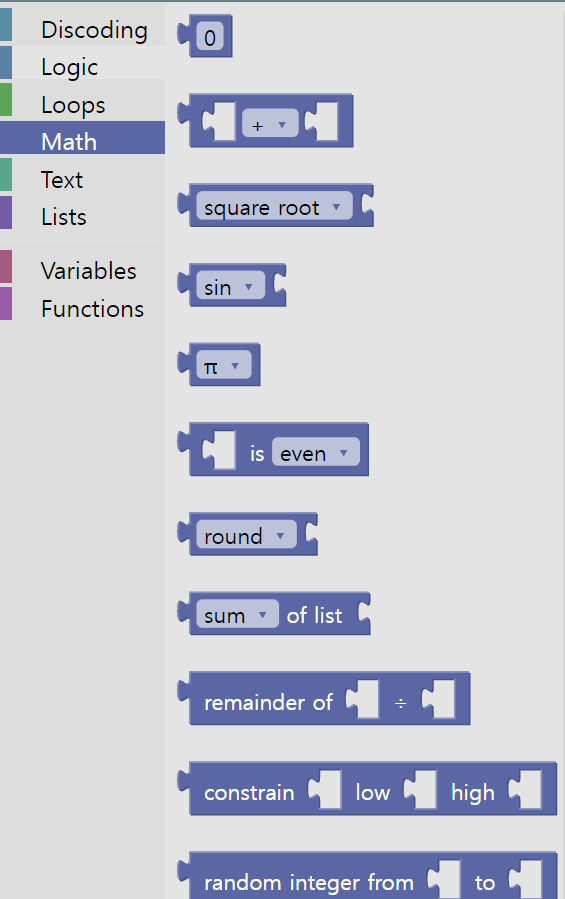 Discoding
Logic
Loops
Math
Text
Lists
Variables
Functions
0
+
square root
sin
π
is even
round
sum of list
remainder of ÷
constrain low high
random integer from to